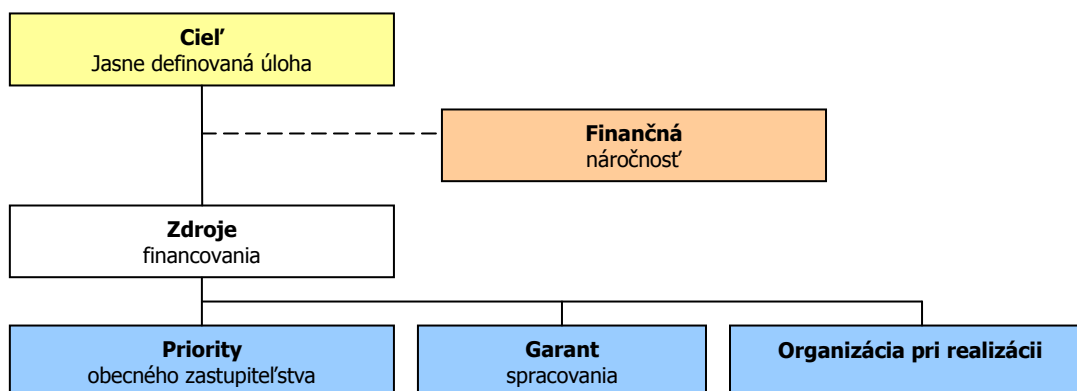 Cieľ
Jasne definovaná úloha
Finančná
náročnosť
Zdroje
financovania
Priority
obecného zastupiteľstva
Garant
spracovania
Organizácia pri realizácii